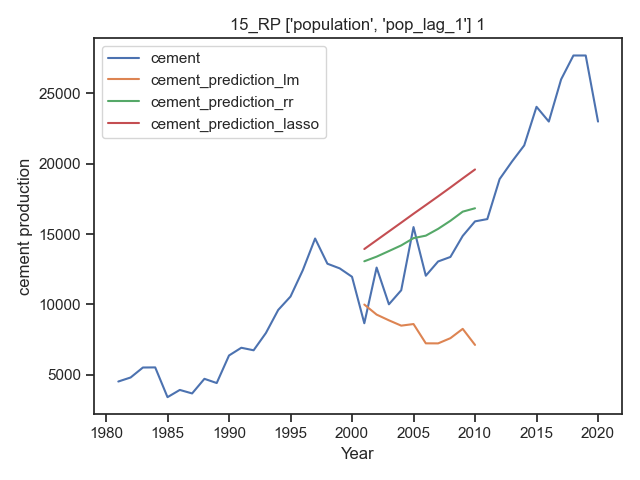 15_RP ['population', 'pop_lag_1'] 1
cement
cement_prediction_lm
cement_prediction_rr
cement_prediction_lasso
cement production
25000
20000
15000
10000
5000
1980 1985 1990 1995 2000 2005 2010 2015 2020
Year